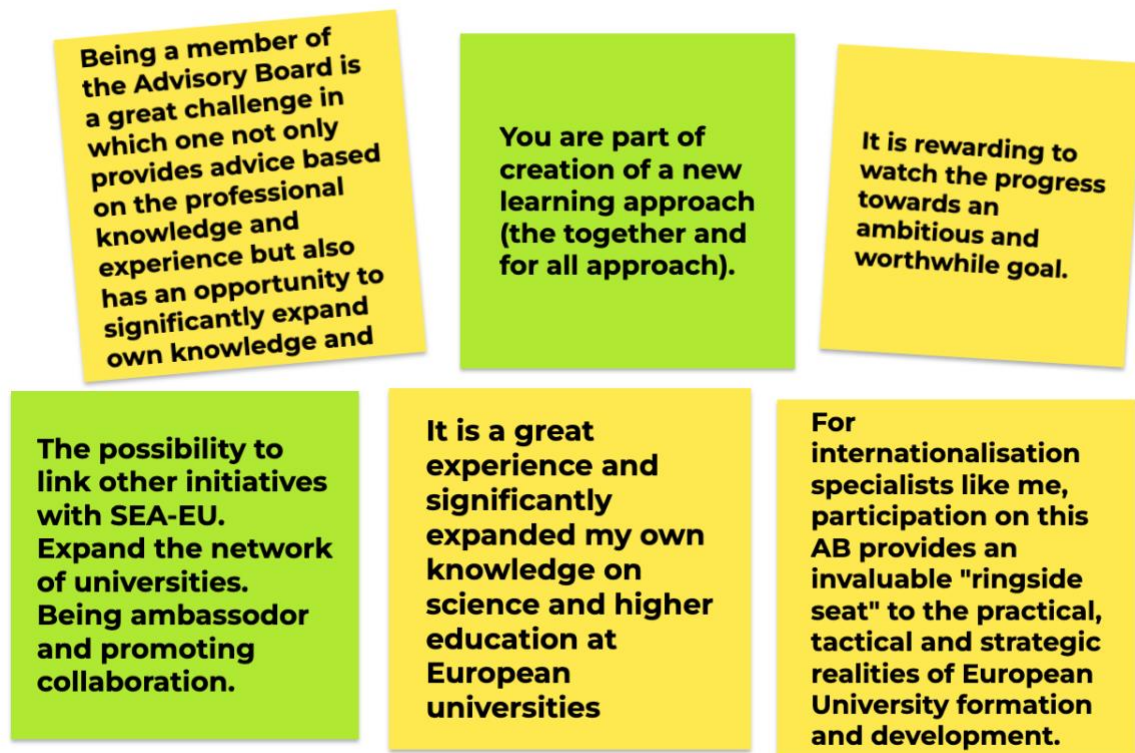 Being a member of
the Advisory Board is
a great challenge in
which one not only
provides advice based
on the professional
knowledge and
experience but also
has an opportunity to
significantly expand
own knowledge and
You are part of
creation of a new
learning approach
(the together and
for all approach).
It is rewarding to
watch the progress
towards an
ambitious and
worthwhile goal.
The possibility to
link other initiatives
with SEA-EU.
Expand the network
of universities.
Being ambassodor
and promoting
collaboration.
It is a great
experience and
significantly
expanded my own
knowledge on
science and higher
education at
European
universities
For
internationalisation
specialists like me,
participation on this
AB provides an
invaluable "ringside
seat" to the practical,
tactical and strategic
realities of European
University formation
and development.